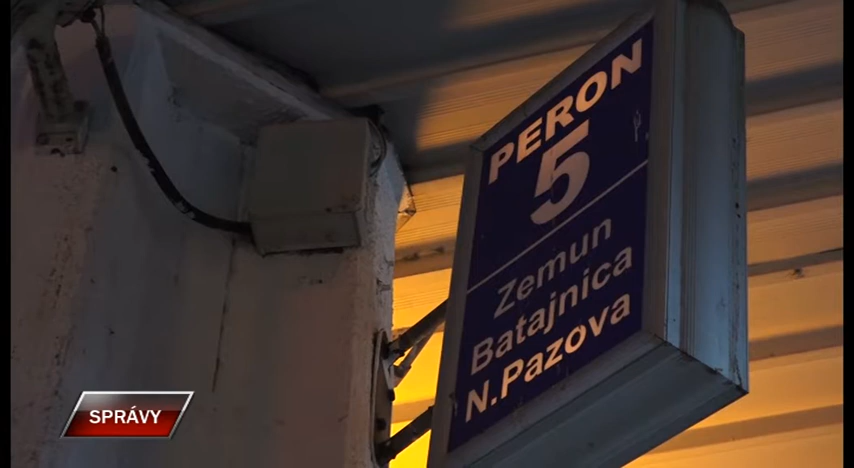 PERON
5
Zemun
Batajnica
N.Pazova
SPRÁVY